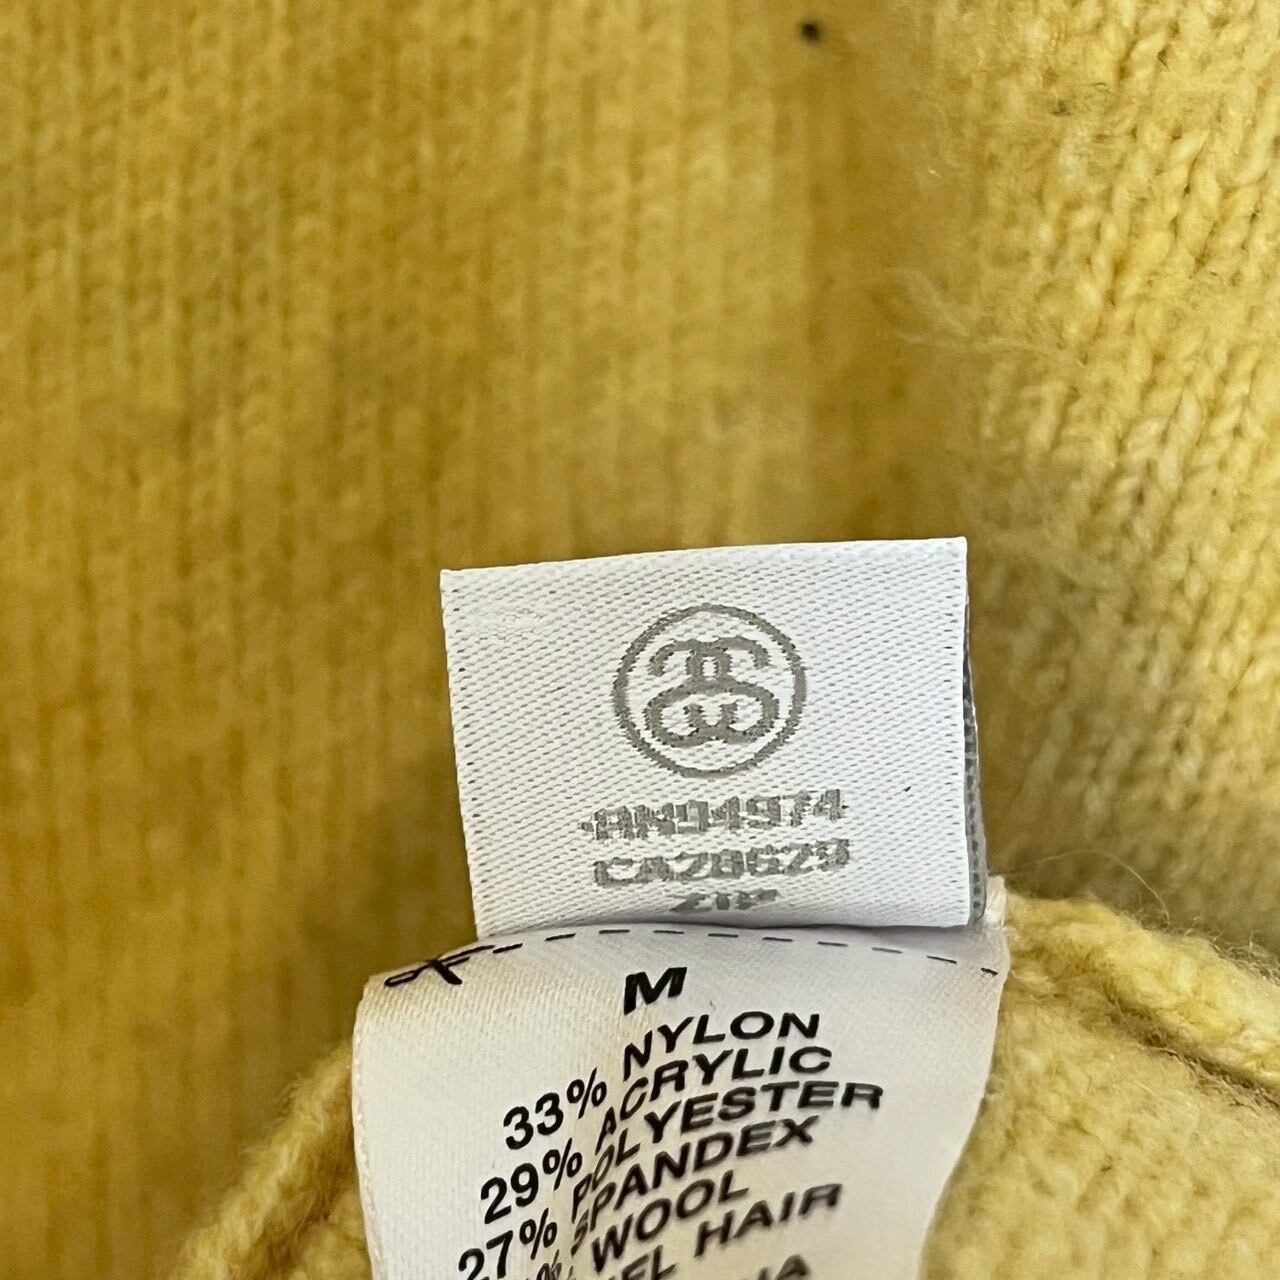 RN94974
CA28629
M
33% NYLON
29% ACRYLIC
27% POLYESTER
SPANDEX
WOOL
HAIR